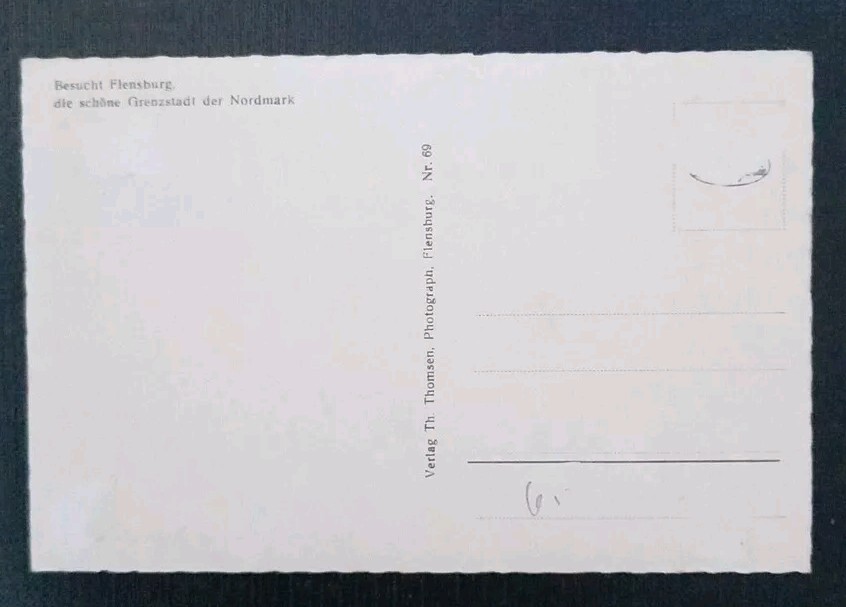 Besucht Flensburg,
die schöne Grenzstadt der Nordmark
Verlag Th. Thomsen, Photograph, Flensburg. Nr. 69